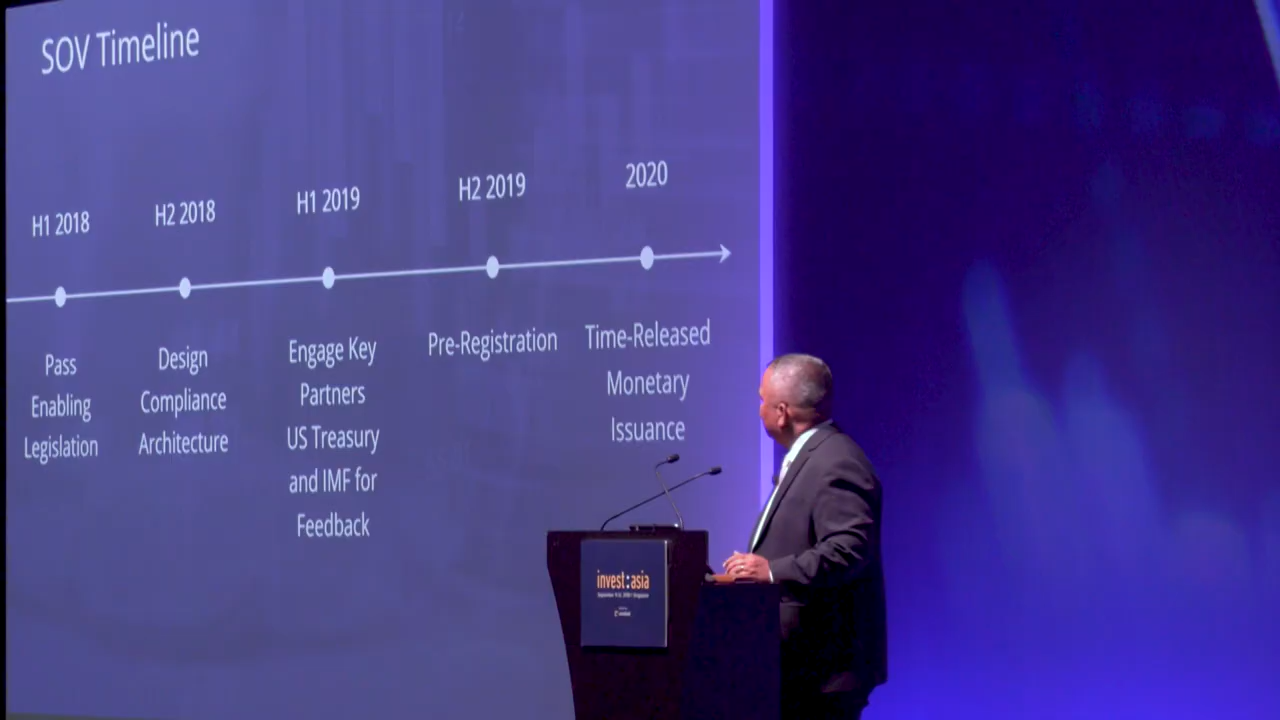 SOV Timeline
H1 2018
H2 2018
H1 2019
H2 2019
2020
Pass
Enabling
Legislation
Design
Compliance
Architecture
Engage Key
Partners
US Treasury
and IMF for
Feedback
Pre-Registration
Time-Released
Monetary
Issuance
invest:asia